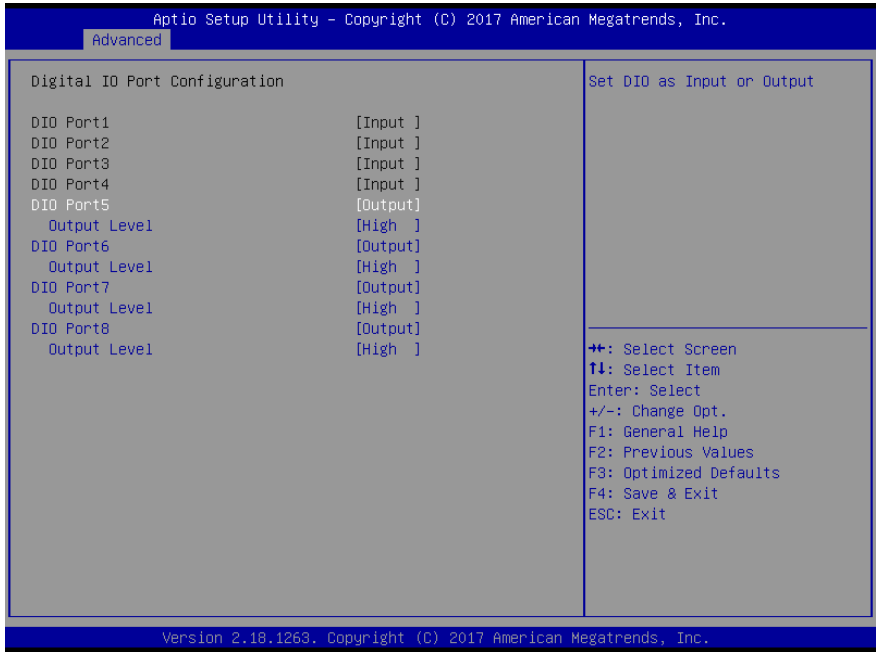 Aptio Setup Utility – Copyright (C) 2017 American Megatrends, Inc.
Advanced
Digital IO Port Configuration
DIO Port1 [Input ]
DIO Port2 [Input ]
DIO Port3 [Input ]
DIO Port4 [Input ]
DIO Port5 [Output]
Output Level [High ]
DIO Port6 [Output]
Output Level [High ]
DIO Port7 [Output]
Output Level [High ]
DIO Port8 [Output]
Output Level [High ]
Set DIO as Input or Output
→←: Select Screen
↑↓: Select Item
Enter: Select
+/-: Change Opt.
F1: General Help
F2: Previous Values
F3: Optimized Defaults
F4: Save & Exit
ESC: Exit
Version 2.18.1263. Copyright (C) 2017 American Megatrends, Inc.